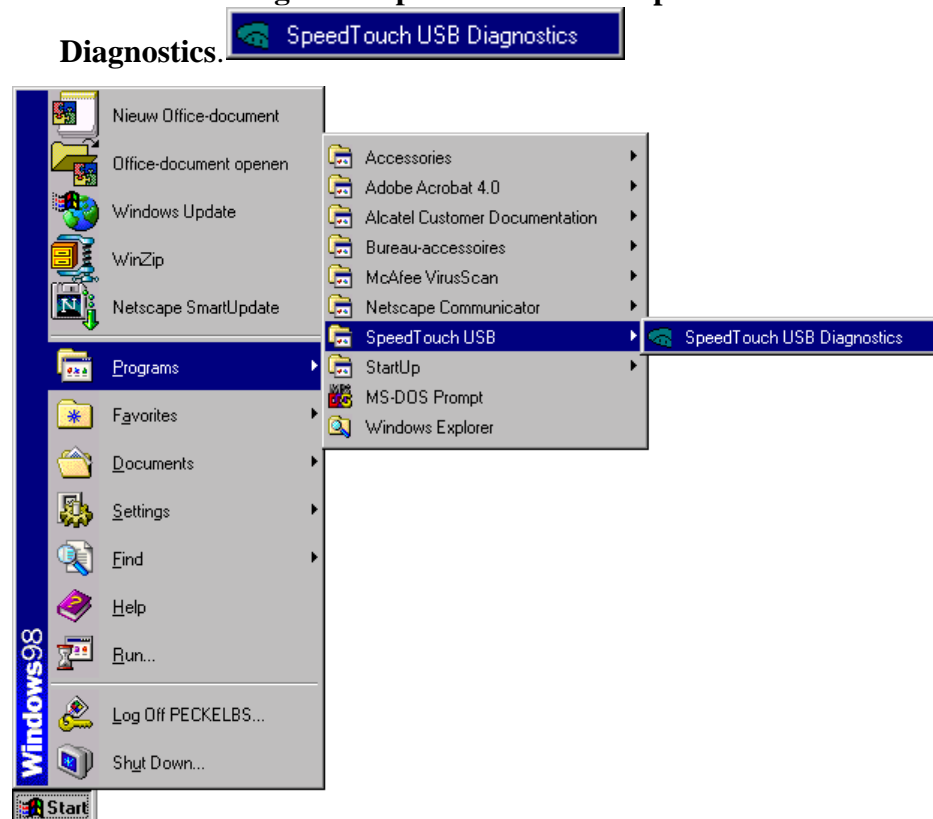 Diagnostics. SpeedTouch USB Diagnostics
Nieuw Office-document
Office-document openen
Windows Update
WinZip
Netscape SmartUpdate
Programs
Favorites
Documents
Settings
Find
Help
Run...
Log Off PECKELBS...
Shut Down...
Windows98
Start
Accessories
Adobe Acrobat 4.0
Alcatel Customer Documentation
Bureau-accessoires
McAfee VirusScan
Netscape Communicator
SpeedTouch USB
StartUp
MS-DOS Prompt
Windows Explorer
SpeedTouch USB Diagnostics